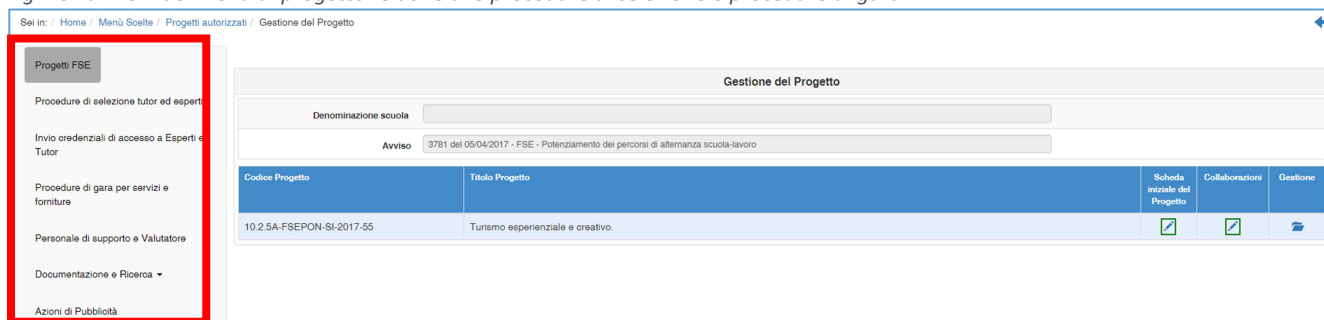 Sei in: / Home / Menù Scelte / Progetti autorizzati / Gestione del Progetto
Progetti FSE
Procedure di selezione tutor ed esperti
Invio credenziali di accesso a Esperti e
Tutor
Procedure di gara per servizi e
forniture
Personale di supporto e Valutatore
Documentazione e Ricerca
Azioni di Pubblicità
Gestione del Progetto
Denominazione scuola
Avviso 3781 del 05/04/2017 - FSE - Potenziamento dei percorsi di alternanza scuola-lavoro
Codice Progetto Titolo Progetto Scheda iniziale del Progetto Collaborazioni Gestione
10.2.5A-FSEPON-SI-2017-55 Turismo esperienziale e creativo.